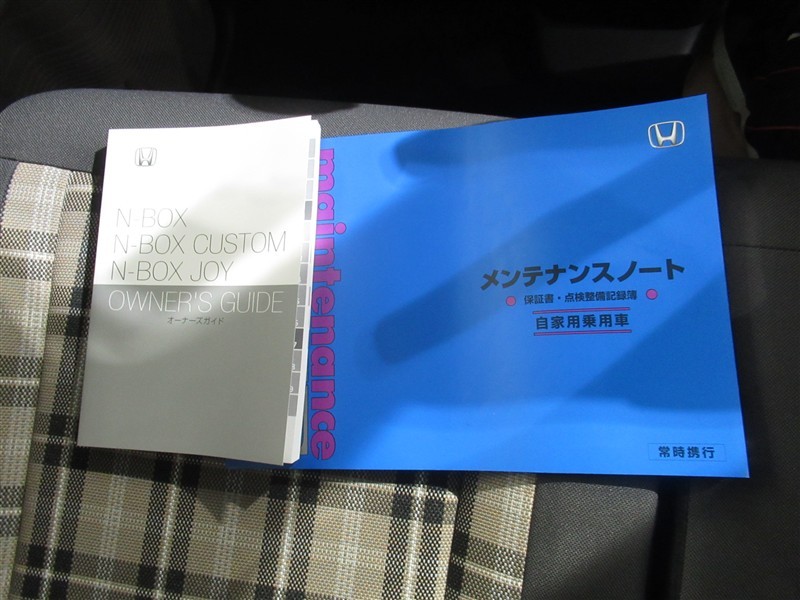 N-BOX
N-BOX CUSTOM
N-BOX JOY
OWNER'S GUIDE
オーナーズガイド
maintenance
メンテナンスノート
保証書・点検整備記録簿
自家用乗用車
常時携行